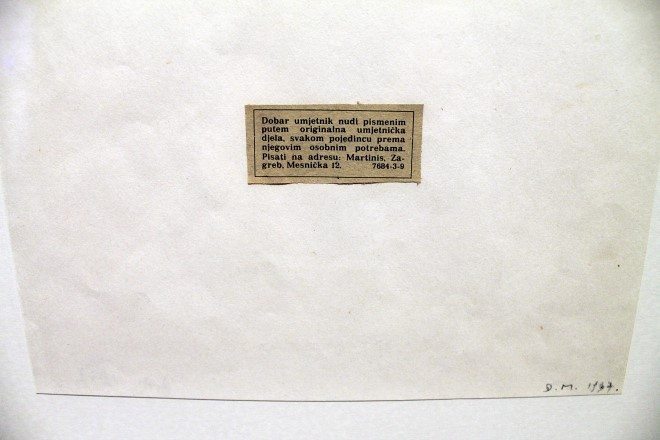 Dobar umjetnik nudi pismenim
putem originalna umjetnička
djela, svakom pojedincu prema
njegovim osobnim potrebama.
Pisati na adresu: Martinis, Za-
greb, Mesnička 12. 7684-3-9
D. M.